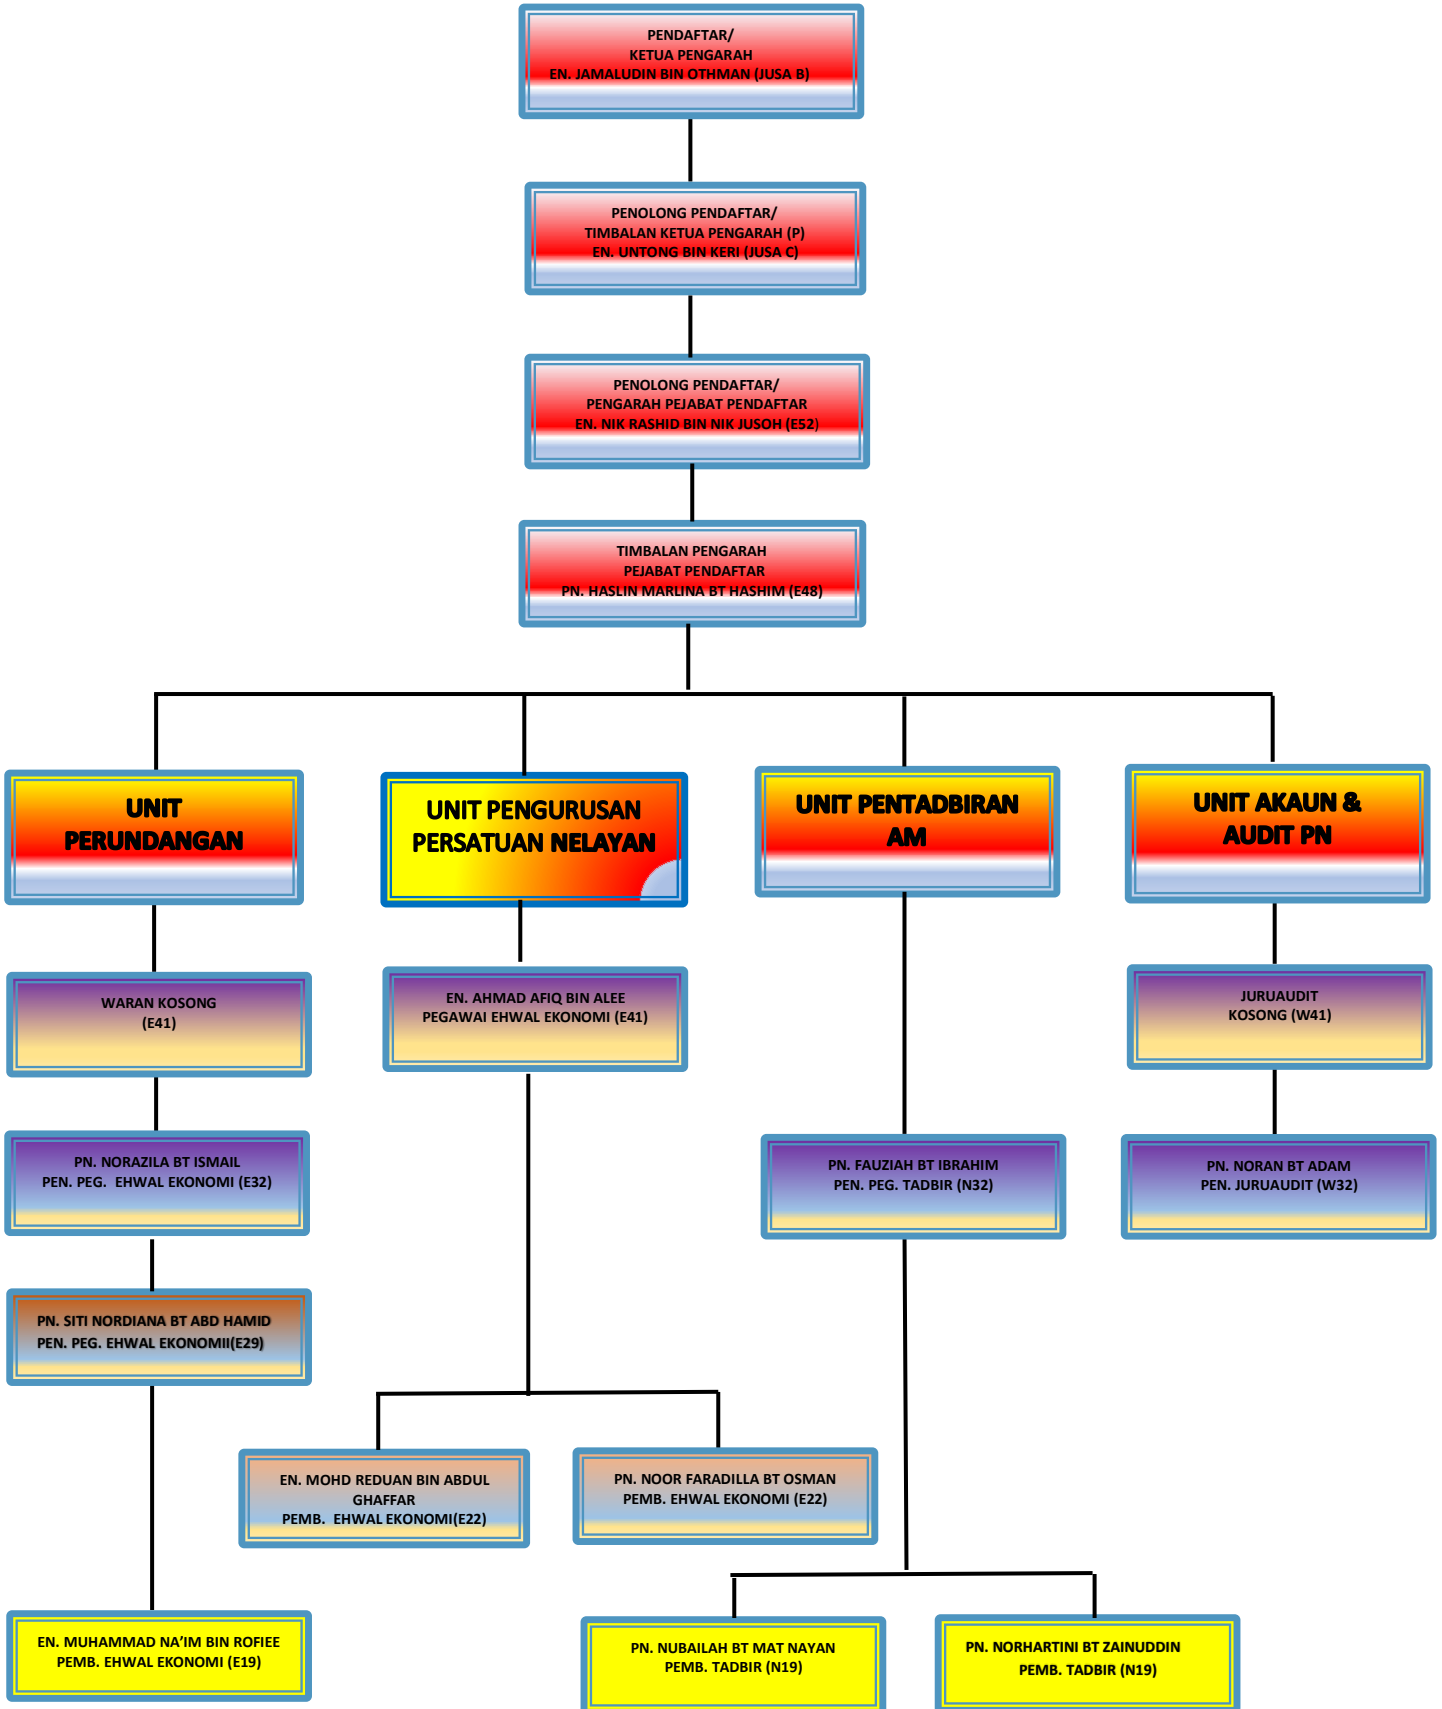 PENDAFTAR/
KETUA PENGARAH
EN. JAMALUDIN BIN OTHMAN (JUSA B)
PENOLONG PENDAFTAR/
TIMBALAN KETUA PENGARAH (P)
EN. UNTONG BIN KERI (JUSA C)
PENOLONG PENDAFTAR/
PENGARAH PEJABAT PENDAFTAR
EN. NIK RASHID BIN NIK JUSOH (E52)
TIMBALAN PENGARAH
PEJABAT PENDAFTAR
PN. HASLIN MARLINA BT HASHIM (E48)
UNIT
PERUNDANGAN
UNIT PENGURUSAN
PERSATUAN NELAYAN
UNIT PENTADBIRAN
AM
UNIT AKAUN &
AUDIT PN
WARAN KOSONG
(E41)
EN. AHMAD AFIQ BIN ALEE
PEGAWAI EHWAL EKONOMI (E41)
JURUAUDIT
KOSONG (W41)
PN. NORAZILA BT ISMAIL
PEN. PEG. EHWAL EKONOMI (E32)
PN. FAUZIAH BT IBRAHIM
PEN. PEG. TADBIR (N32)
PN. NORAN BT ADAM
PEN. JURUAUDIT (W32)
PN. SITI NORDIANA BT ABD HAMID
PEN. PEG. EHWAL EKONOMII(E29)
EN. MOHD REDUAN BIN ABDUL
GHAFFAR
PEMB. EHWAL EKONOMI(E22)
PN. NOOR FARADILLA BT OSMAN
PEMB. EHWAL EKONOMI (E22)
EN. MUHAMMAD NA’IM BIN ROFIEE
PEMB. EHWAL EKONOMI (E19)
PN. NUBAILAH BT MAT NAYAN
PEMB. TADBIR (N19)
PN. NORHARTINI BT ZAINUDDIN
PEMB. TADBIR (N19)